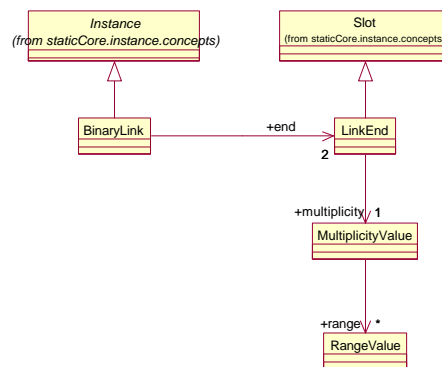 Instance
(from staticCore.instance.concepts)
Slot
(from staticCore.instance.concepts
BinaryLink
+end
2
LinkEnd
+multiplicity
1
MultiplicityValue
+range
*
RangeValue